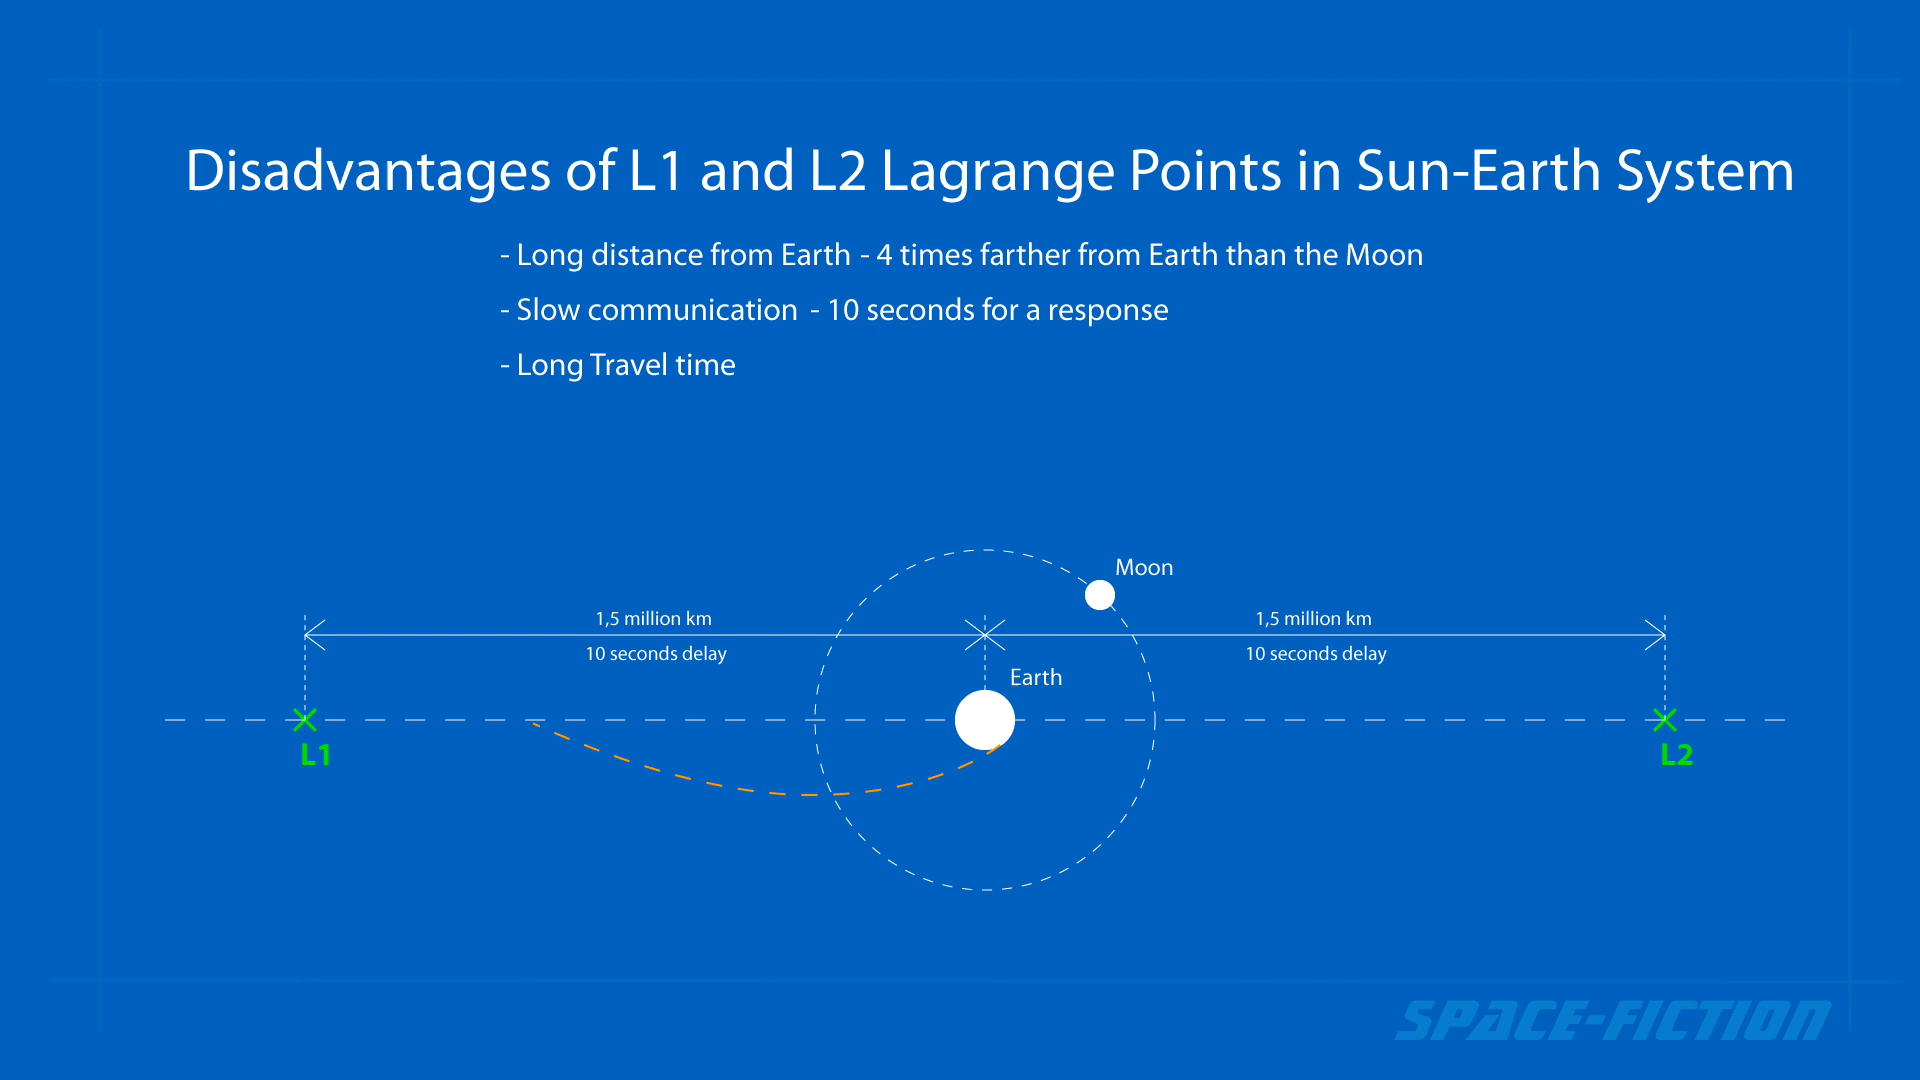 Disadvantages of L1 and L2 Lagrange Points in Sun-Earth System
- Long distance from Earth - 4 times farther from Earth than the Moon
- Slow communication - 10 seconds for a response
- Long Travel time
Moon
1,5 million km
1,5 million km
10 seconds delay
10 seconds delay
Earth
L1
L2
SPACE-FICTION